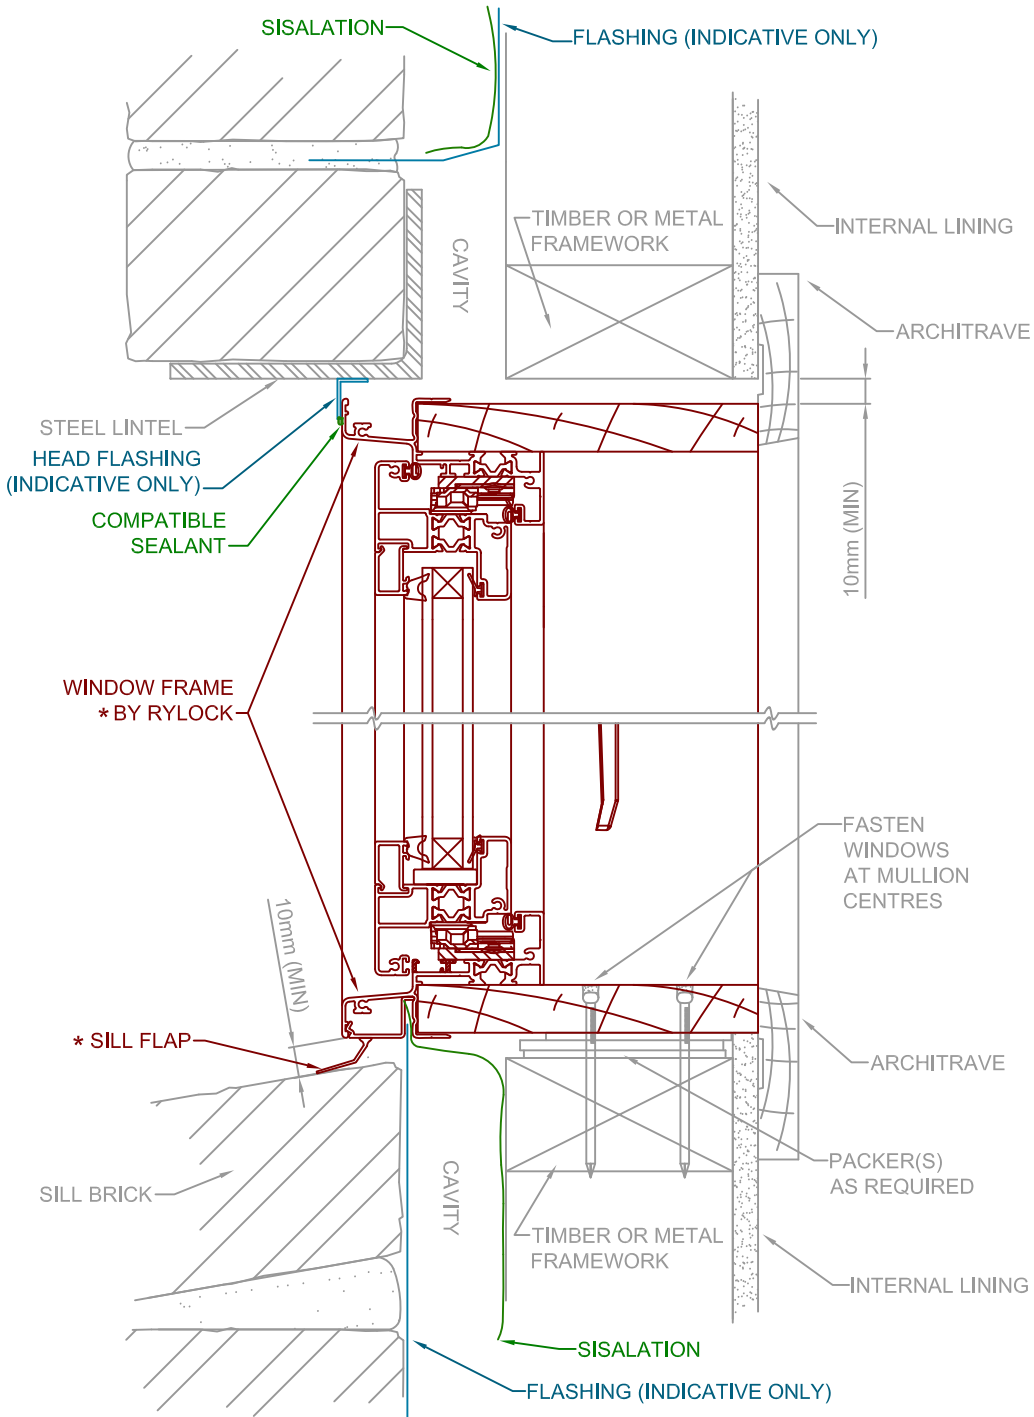 SISALATION
FLASHING (INDICATIVE ONLY)
TIMBER OR METAL
FRAMEWORK
INTERNAL LINING
CAVITY
ARCHITRAVE
STEEL LINTEL
HEAD FLASHING
(INDICATIVE ONLY)
COMPATIBLE
SEALANT
10mm (MIN)
WINDOW FRAME
* BY RYLOCK
FASTEN
WINDOWS
AT MULLION
CENTRES
10mm (MIN)
* SILL FLAP
ARCHITRAVE
SILL BRICK
CAVITY
PACKER(S)
AS REQUIRED
TIMBER OR METAL
FRAMEWORK
INTERNAL LINING
SISALATION
FLASHING (INDICATIVE ONLY)